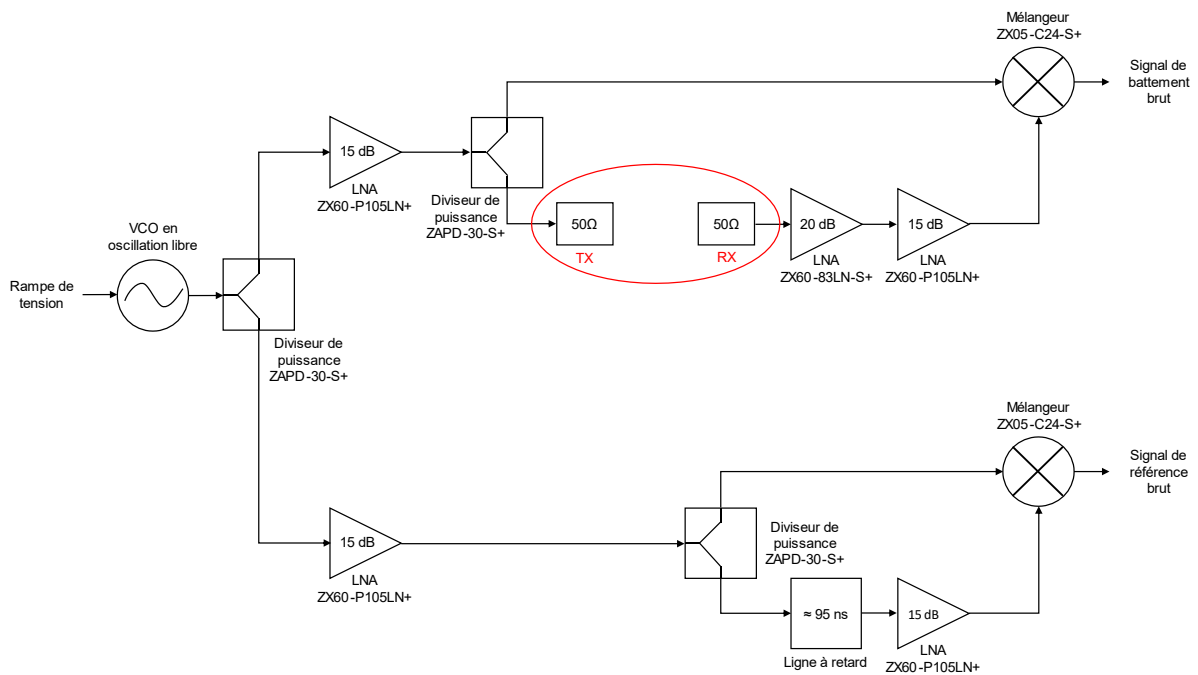 Mélangeur
ZX05-C24-S+
Signal de
battement
brut
15 dB
LNA
ZX60-P105LN+
Diviseur de
puissance
ZAPD-30-S+
50Ω
TX
50Ω
RX
20 dB
LNA
ZX60-83LN-S+
15 dB
LNA
ZX60-P105LN+
VCO en
oscillation libre
Rampe de
tension
Diviseur de
puissance
ZAPD-30-S+
Mélangeur
ZX05-C24-S+
Signal de
référence
brut
15 dB
LNA
ZX60-P105LN+
Diviseur de
puissance
ZAPD-30-S+
≈ 95 ns
Ligne à retard
15 dB
LNA
ZX60-P105LN+